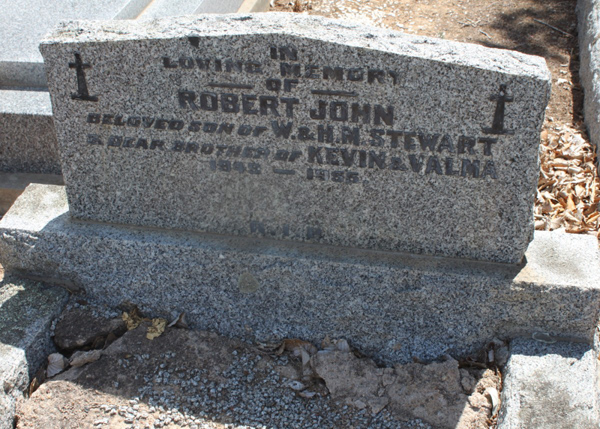 IN
LOVING MEMORY
OF
ROBERT JOHN
BELOVED SON OF W. & H.M. STEWART
& DEAR BROTHER OF KEVIN & VALMA
R.I.P.